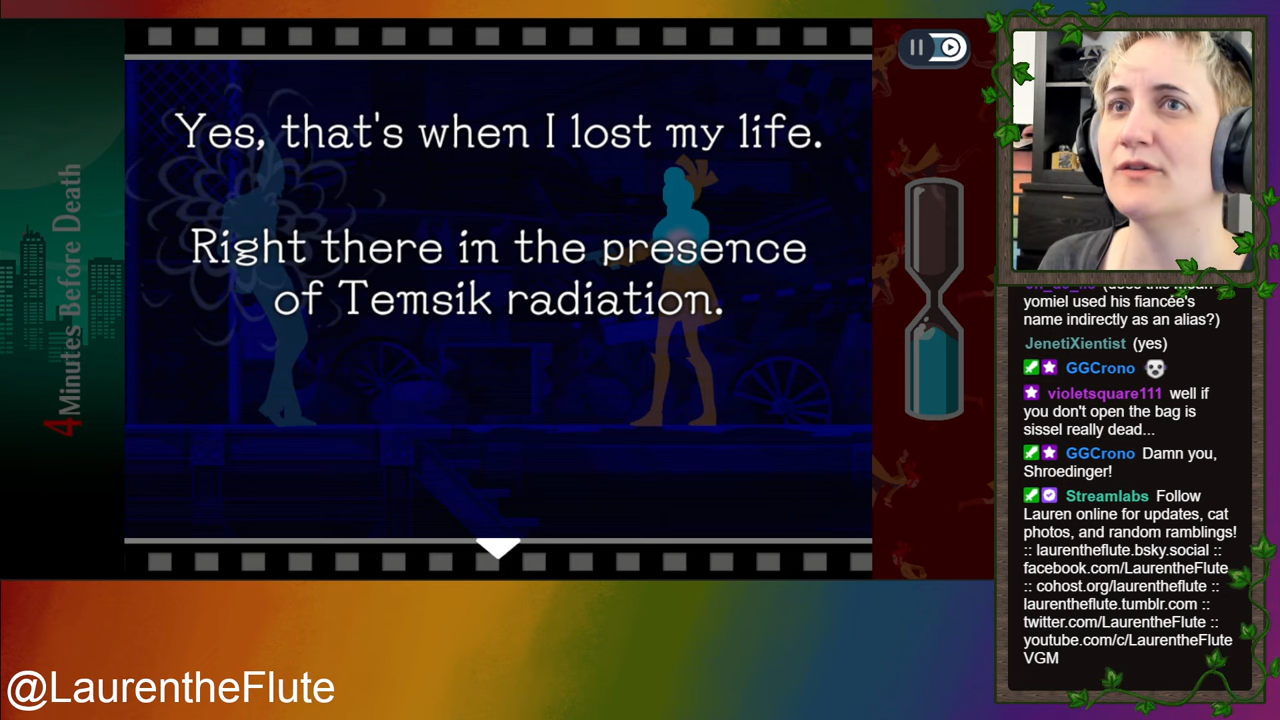 Yes, that's when I lost my life.
Right there in the presence
of Temsik radiation.
4 Minutes Before Death
yomiel used his fiancée's
name indirectly as an alias?)
JenetiXientist (yes)
GGCrono
violetsquare111 well if
you don't open the bag is
sissel really dead...
GGCrono Damn you,
Shroedinger!
Streamlabs Follow
Lauren online for updates, cat
photos, and random ramblings!
:: laurentheflute.bsky.social ::
facebook.com/LaurentheFlute
:: cohost.org/laurentheflute ::
laurentheflute.tumblr.com ::
twitter.com/LaurentheFlute ::
youtube.com/c/LaurentheFlute
VGM
@LaurentheFlute